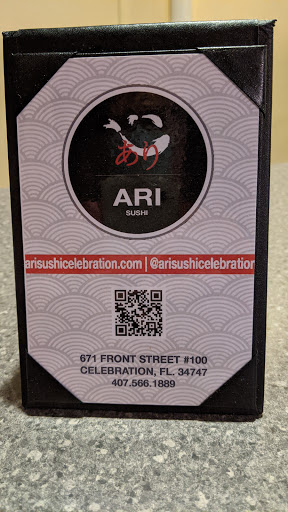 あり
ARI
SUSHI
arisushicelebration.com | @arisushicelebration
671 FRONT STREET #100
CELEBRATION, FL. 34747
407.566.1889